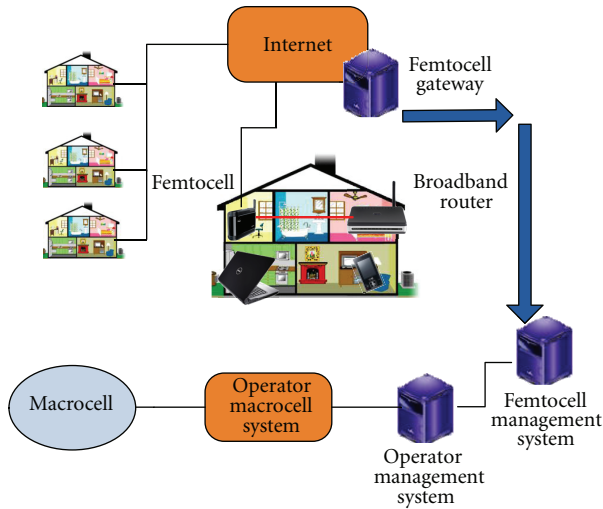 Internet
Femtocell
gateway
Femtocell
Broadband
router
Macrocell
Operator
macrocell
system
Operator
management
system
Femtocell
management
system